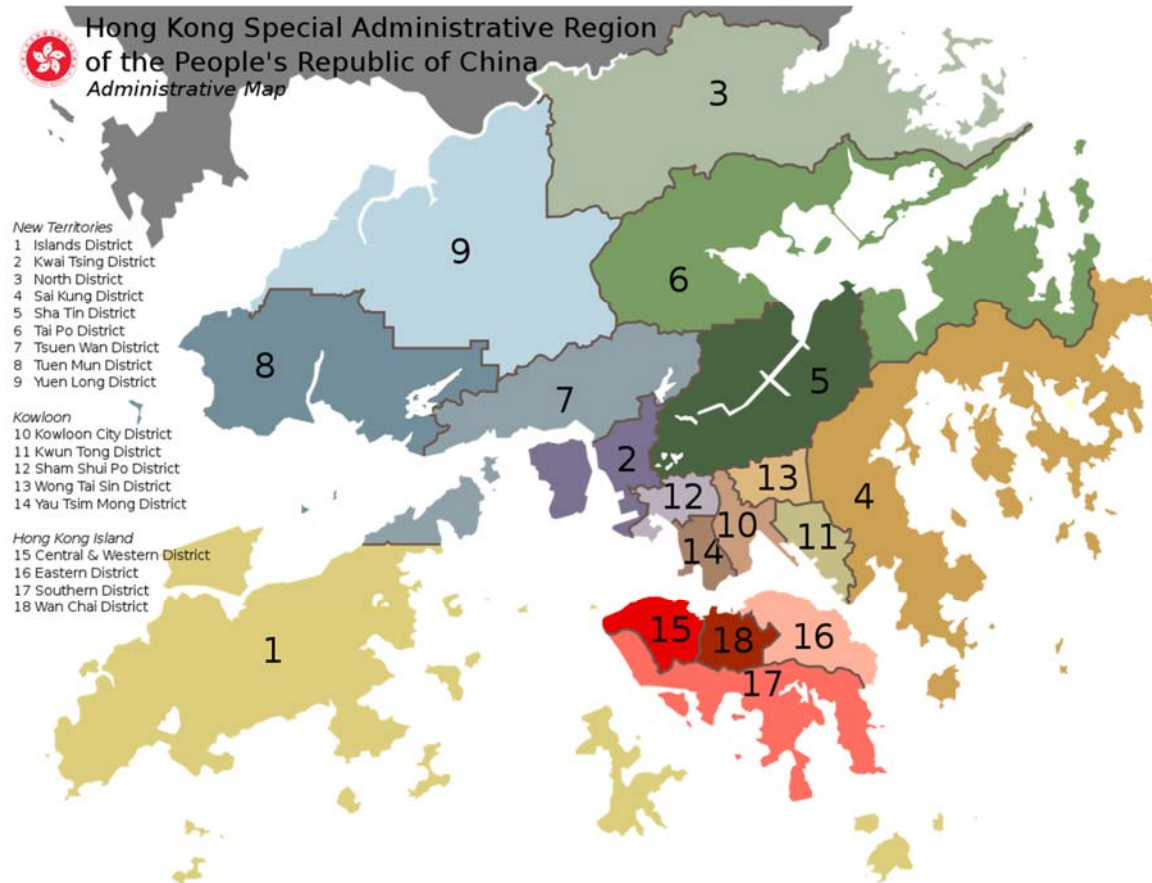 Hong Kong Special Administrative Region
of the People's Republic of China
Administrative Map
New Territories
1 Islands District
2 Kwai Tsing District
3 North District
4 Sai Kung District
5 Sha Tin District
6 Tai Po District
7 Tsuen Wan District
8 Tuen Mun District
9 Yuen Long District
Kowloon
10 Kowloon City District
11 Kwun Tong District
12 Sham Shui Po District
13 Wong Tai Sin District
14 Yau Tsim Mong District
Hong Kong Island
15 Central & Western District
16 Eastern District
17 Southern District
18 Wan Chai District
3
9
6
8
5
7
2
13
4
12
10
11
14
15
18
16
1
17